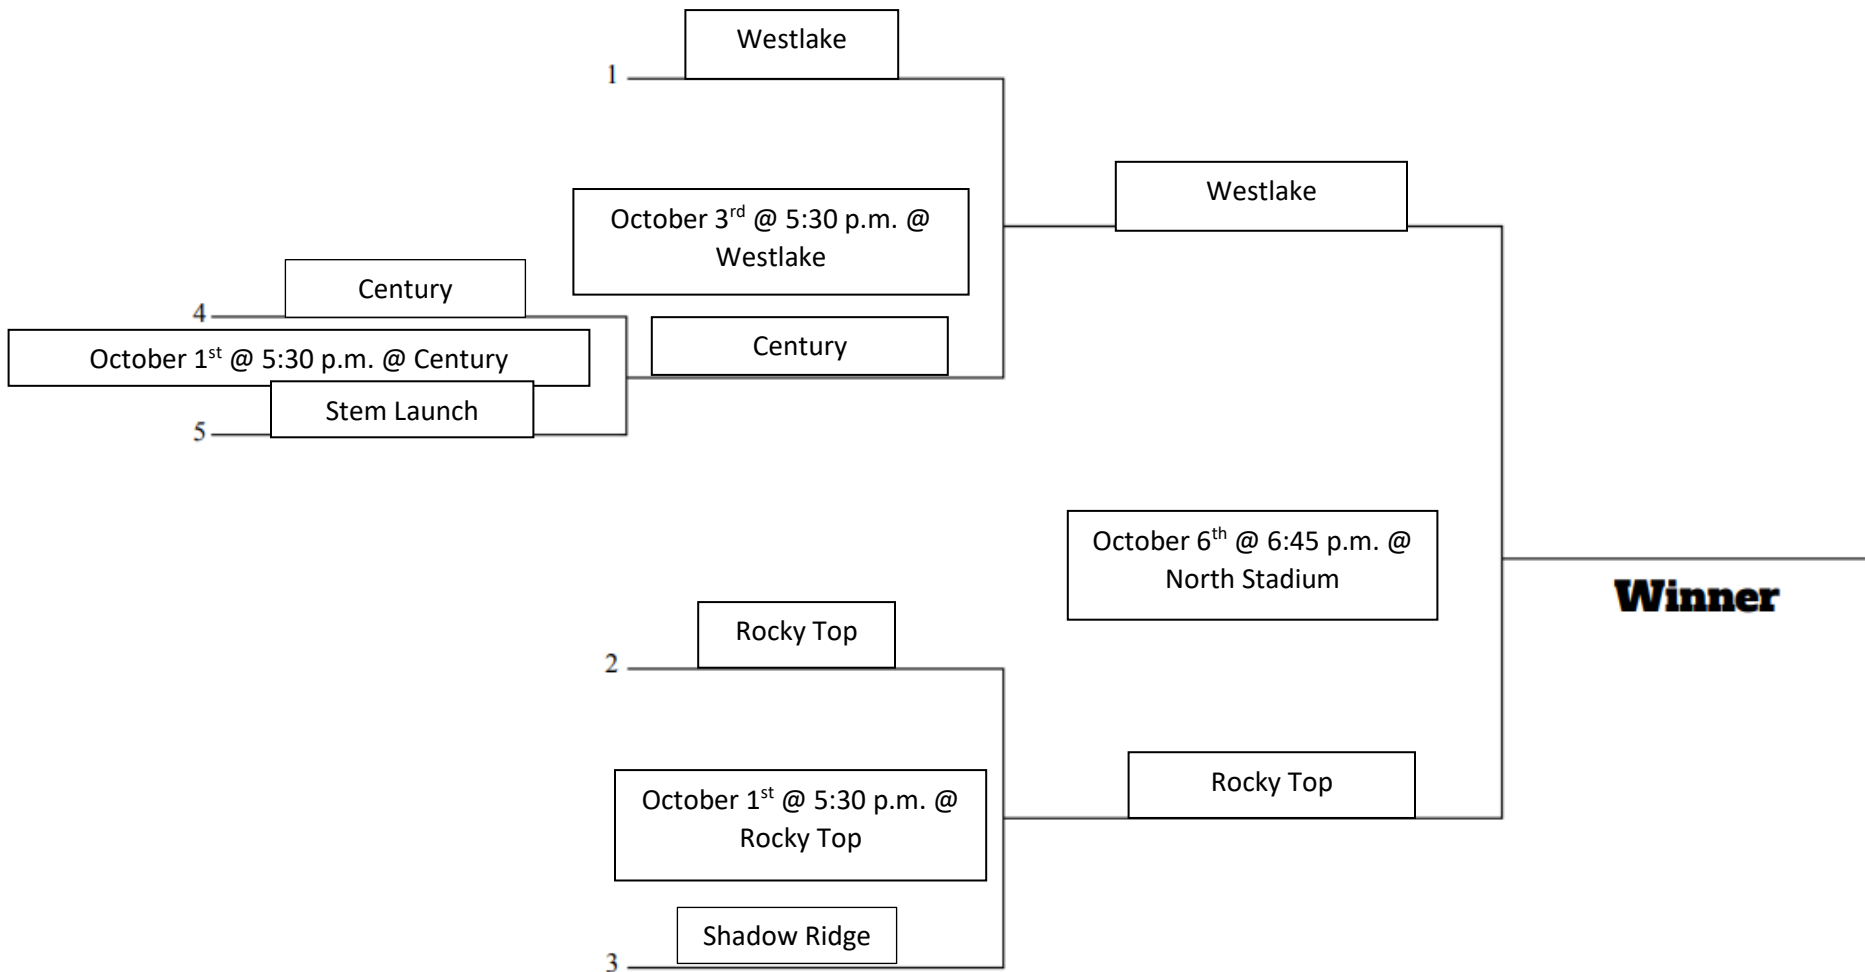 Westlake
1
Westlake
October 3rd @ 5:30 p.m. @
Westlake
Century
4
October 1st @ 5:30 p.m. @ Century
Century
Stem Launch
5
October 6th @ 6:45 p.m. @
North Stadium
Winner
Rocky Top
2
Rocky Top
October 1st @ 5:30 p.m. @
Rocky Top
Shadow Ridge
3